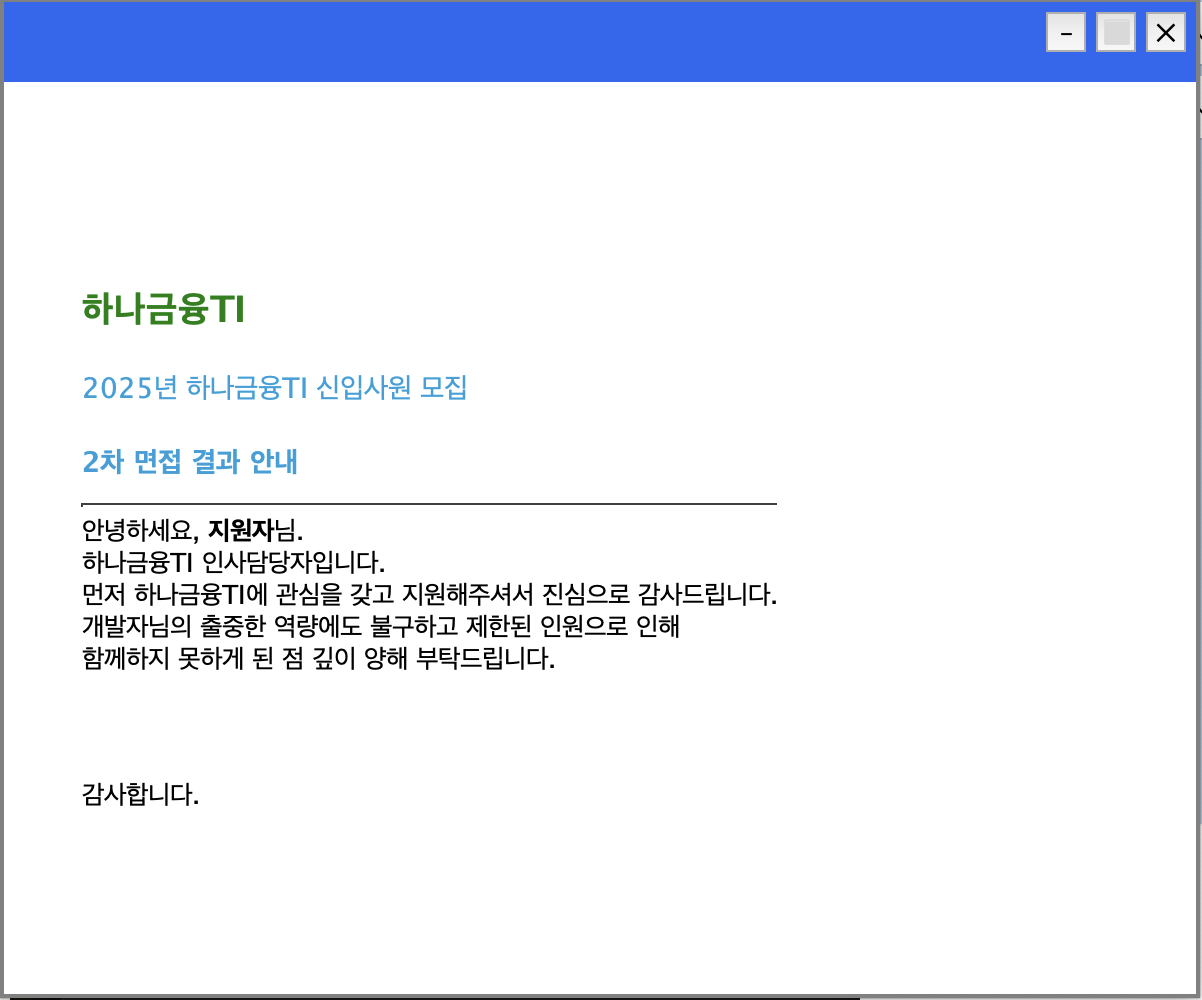 하나금융TI
2025년 하나금융TI 신입사원 모집
2차 면접 결과 안내
안녕하세요, 지원자님.
하나금융TI 인사담당자입니다.
먼저 하나금융TI에 관심을 갖고 지원해주셔서 진심으로 감사드립니다.
개발자님의 출중한 역량에도 불구하고 제한된 인원으로 인해
함께하지 못하게 된 점 깊이 양해 부탁드립니다.
감사합니다.